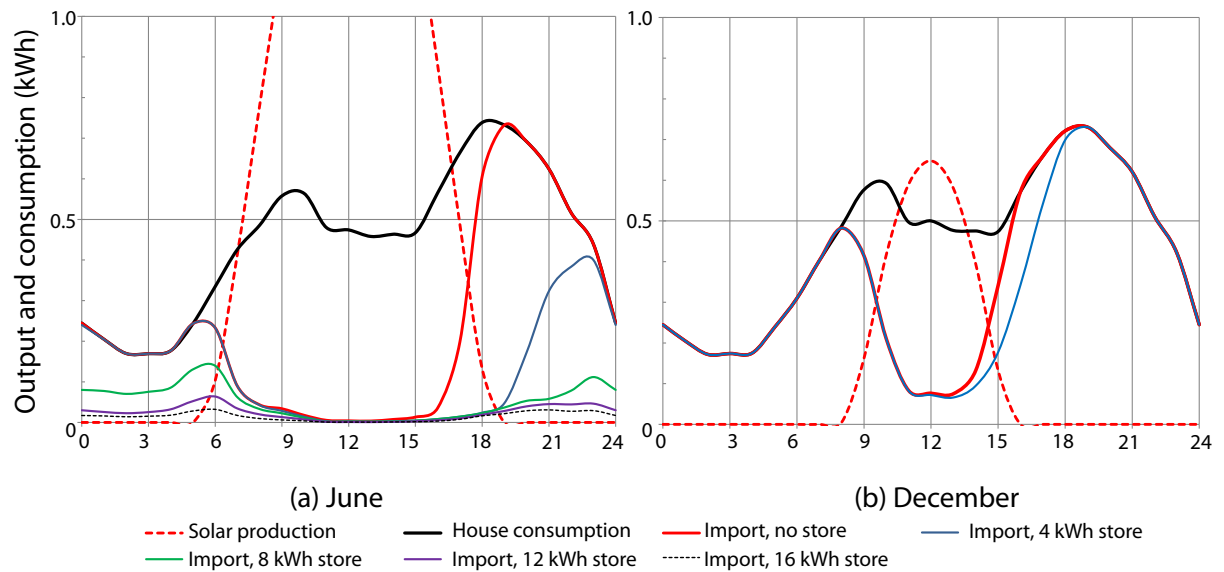 Output and consumption (kWh)
1.0
0.5
0
0 3 6 9 12 15 18 21 24
(a) June
1.0
0.5
0
0 3 6 9 12 15 18 21 24
(b) December
Solar production House consumption Import, no store Import, 4 kWh store
Import, 8 kWh store Import, 12 kWh store Import, 16 kWh store